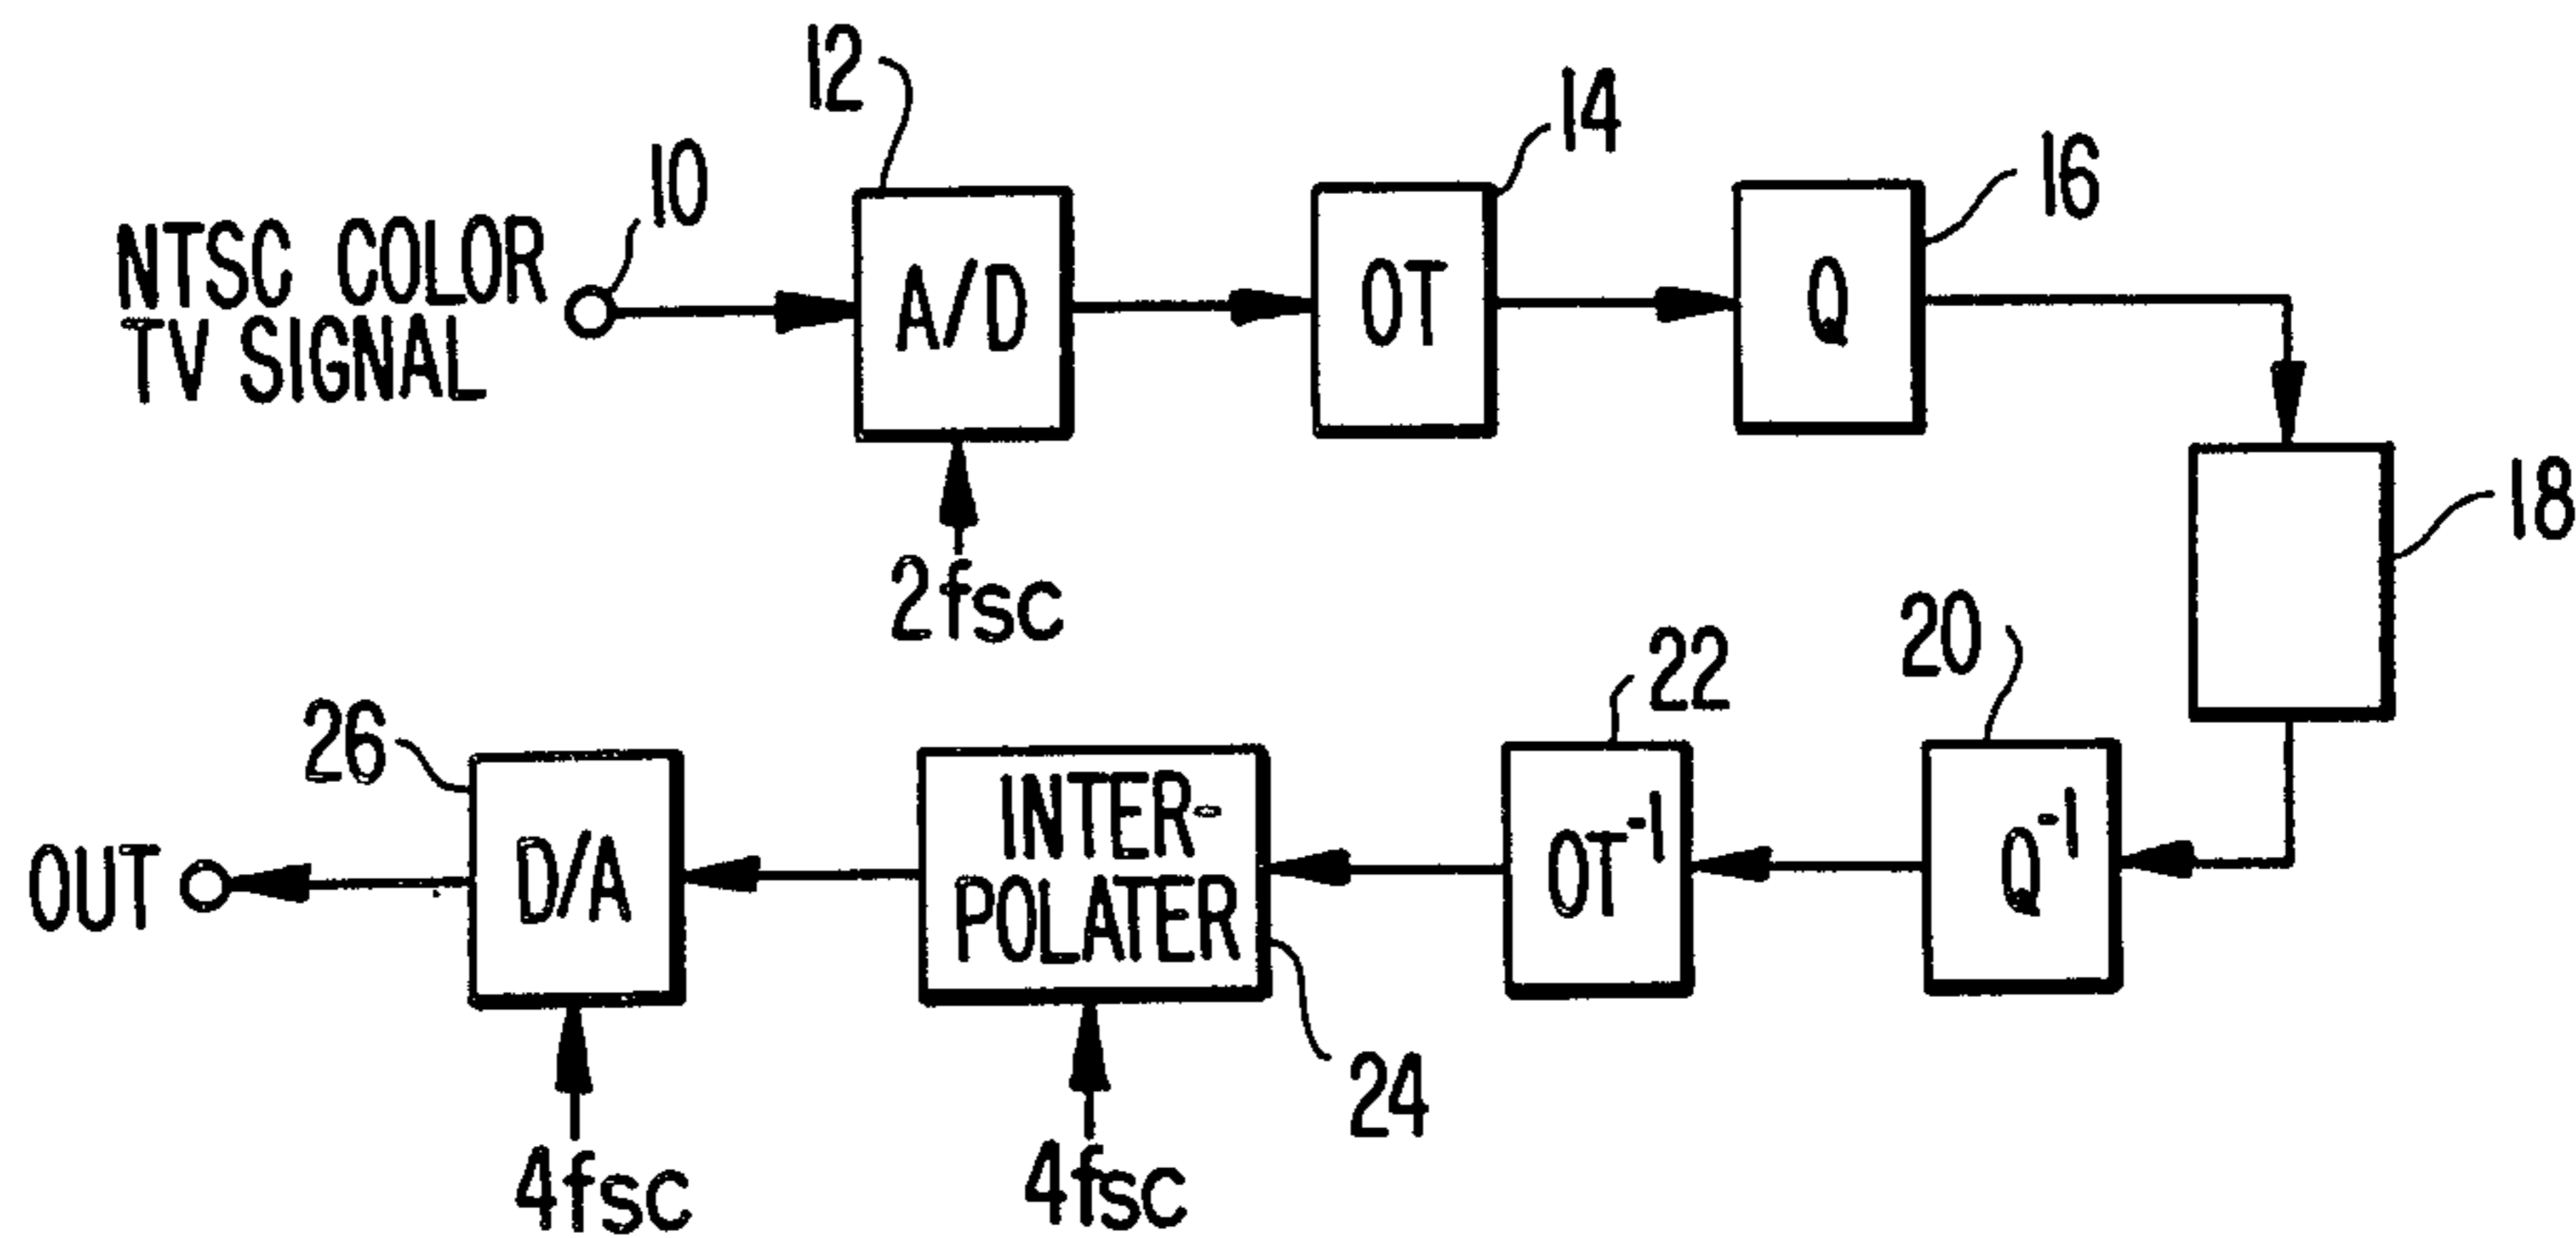 12
14
10
16
NTSC COLOR
TV SIGNAL
A/D
OT
Q
18
2fsc
20
22
26
INTER-
POLATER
OT-1
Q-1
OUT
D/A
24
4fsc
4fsc